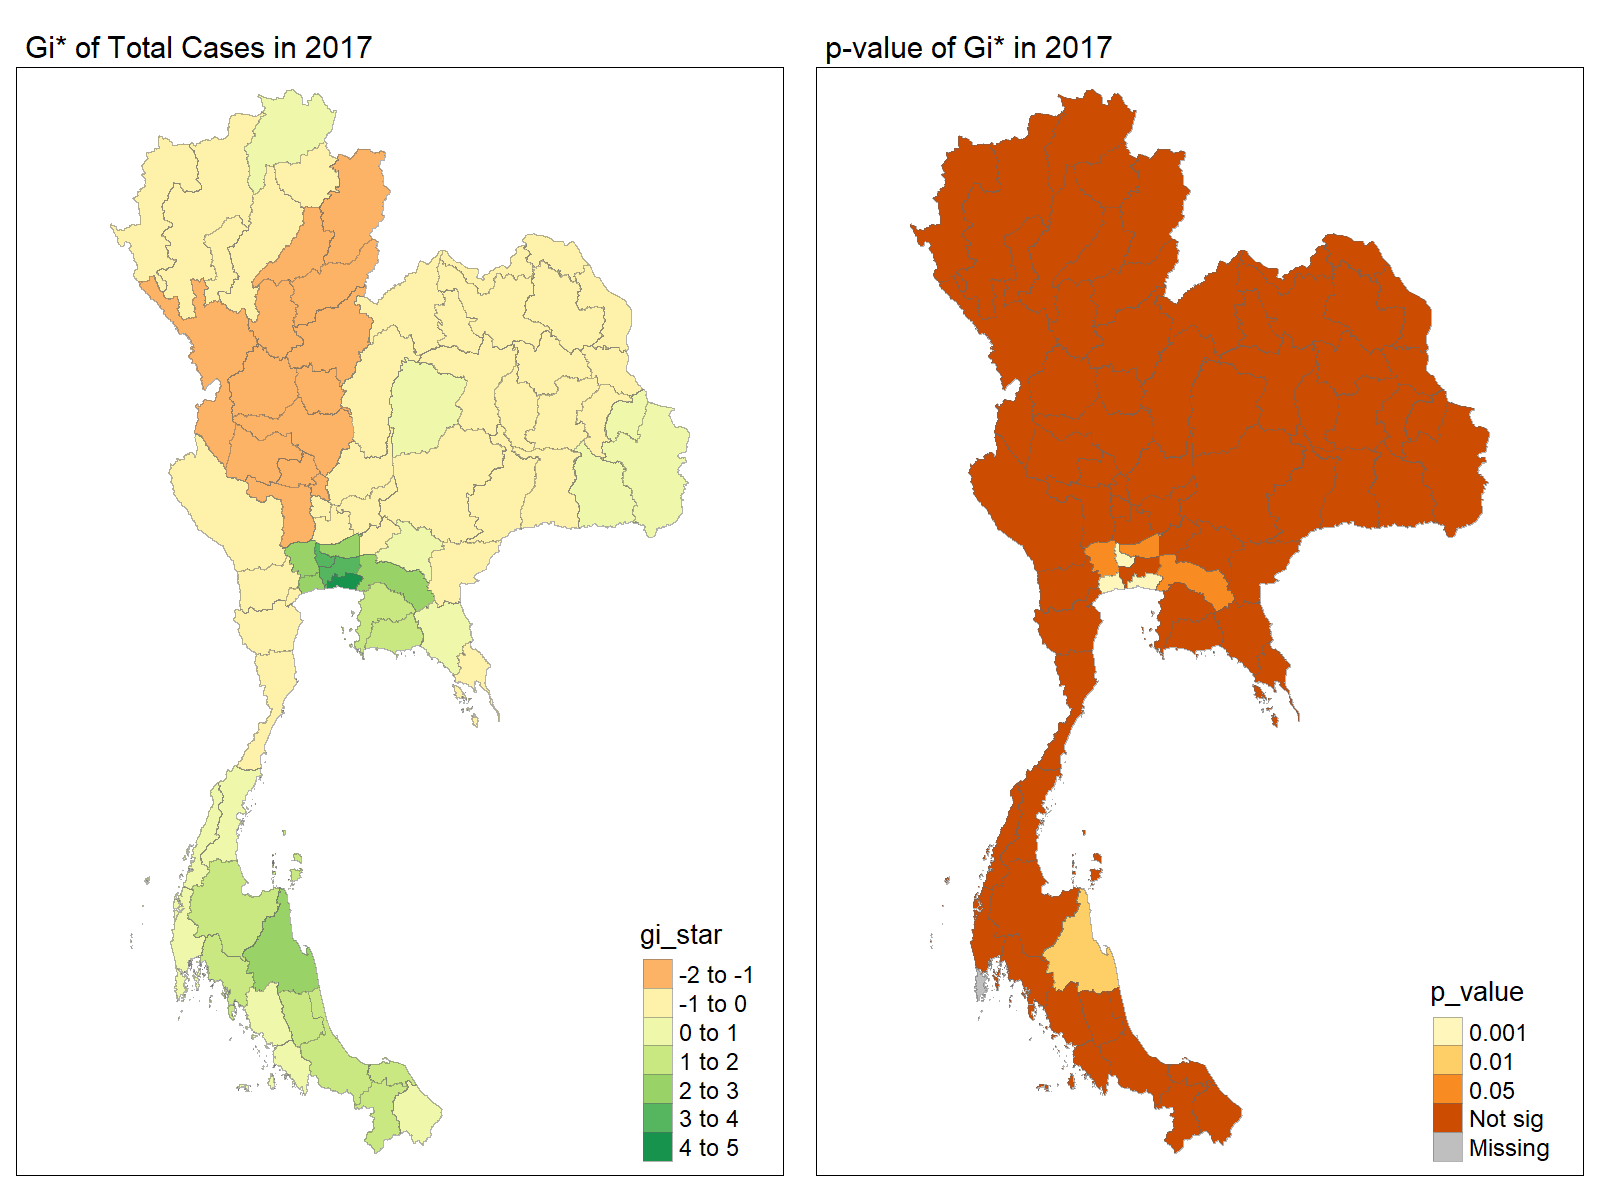 Gi* of Total Cases in 2017
gi_star
-2 to -1
-1 to 0
0 to 1
1 to 2
2 to 3
3 to 4
4 to 5
p-value of Gi* in 2017
p_value
0.001
0.01
0.05
Not sig
Missing